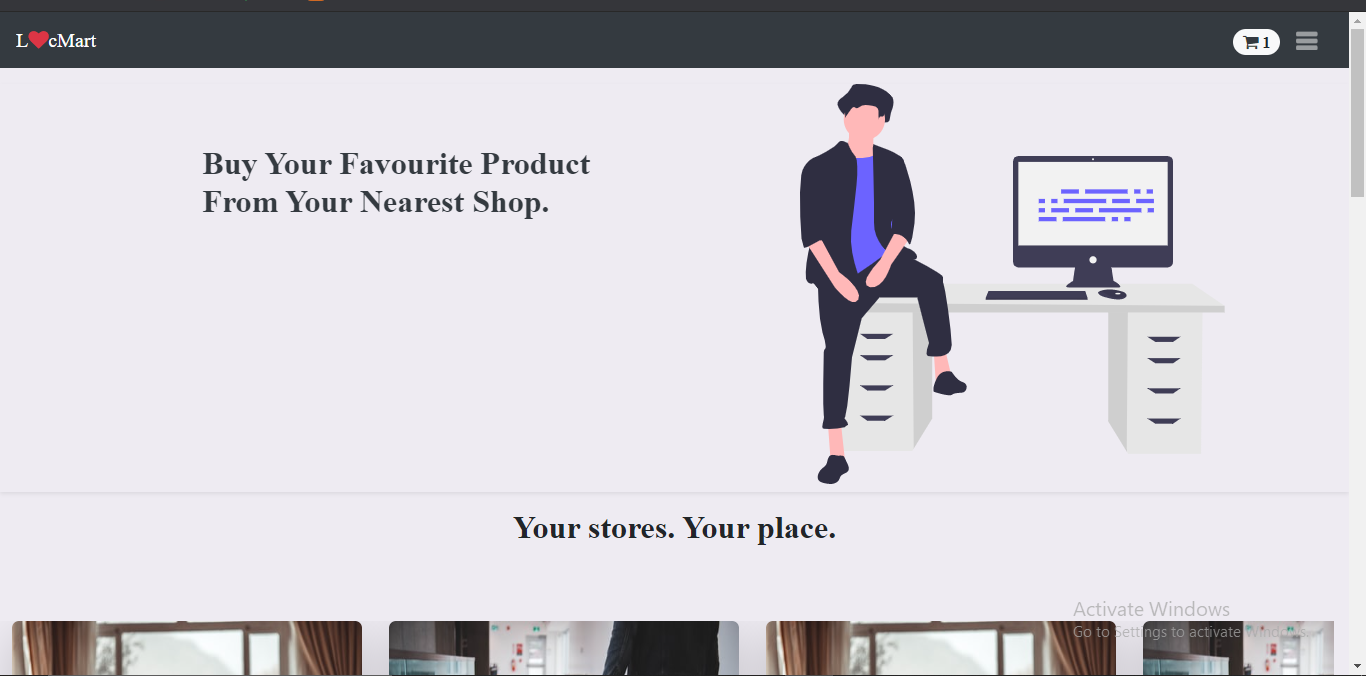 L❤cMart
1
Buy Your Favourite Product
From Your Nearest Shop.
Your stores. Your place.
Activate Windows
Go to Settings to activate Windows.